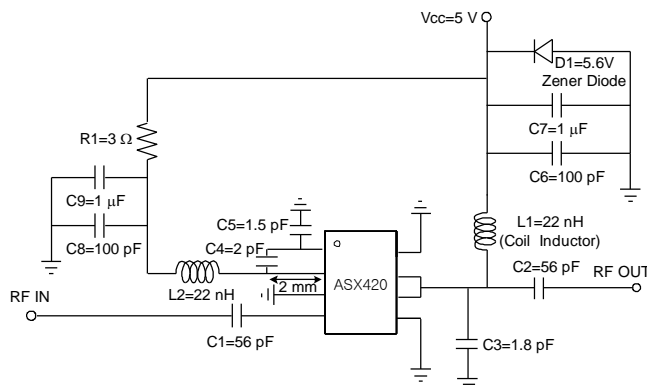 Vcc=5 V
D1=5.6V
Zener Diode
R1=3 Ω
C7=1 μF
C9=1 μF
C6=100 pF
C5=1.5 pF
L1=22 nH
(Coil Inductor)
C8=100 pF
C4=2 pF
C2=56 pF
RF OUT
ASX420
2 mm
L2=22 nH
RF IN
C1=56 pF
C3=1.8 pF